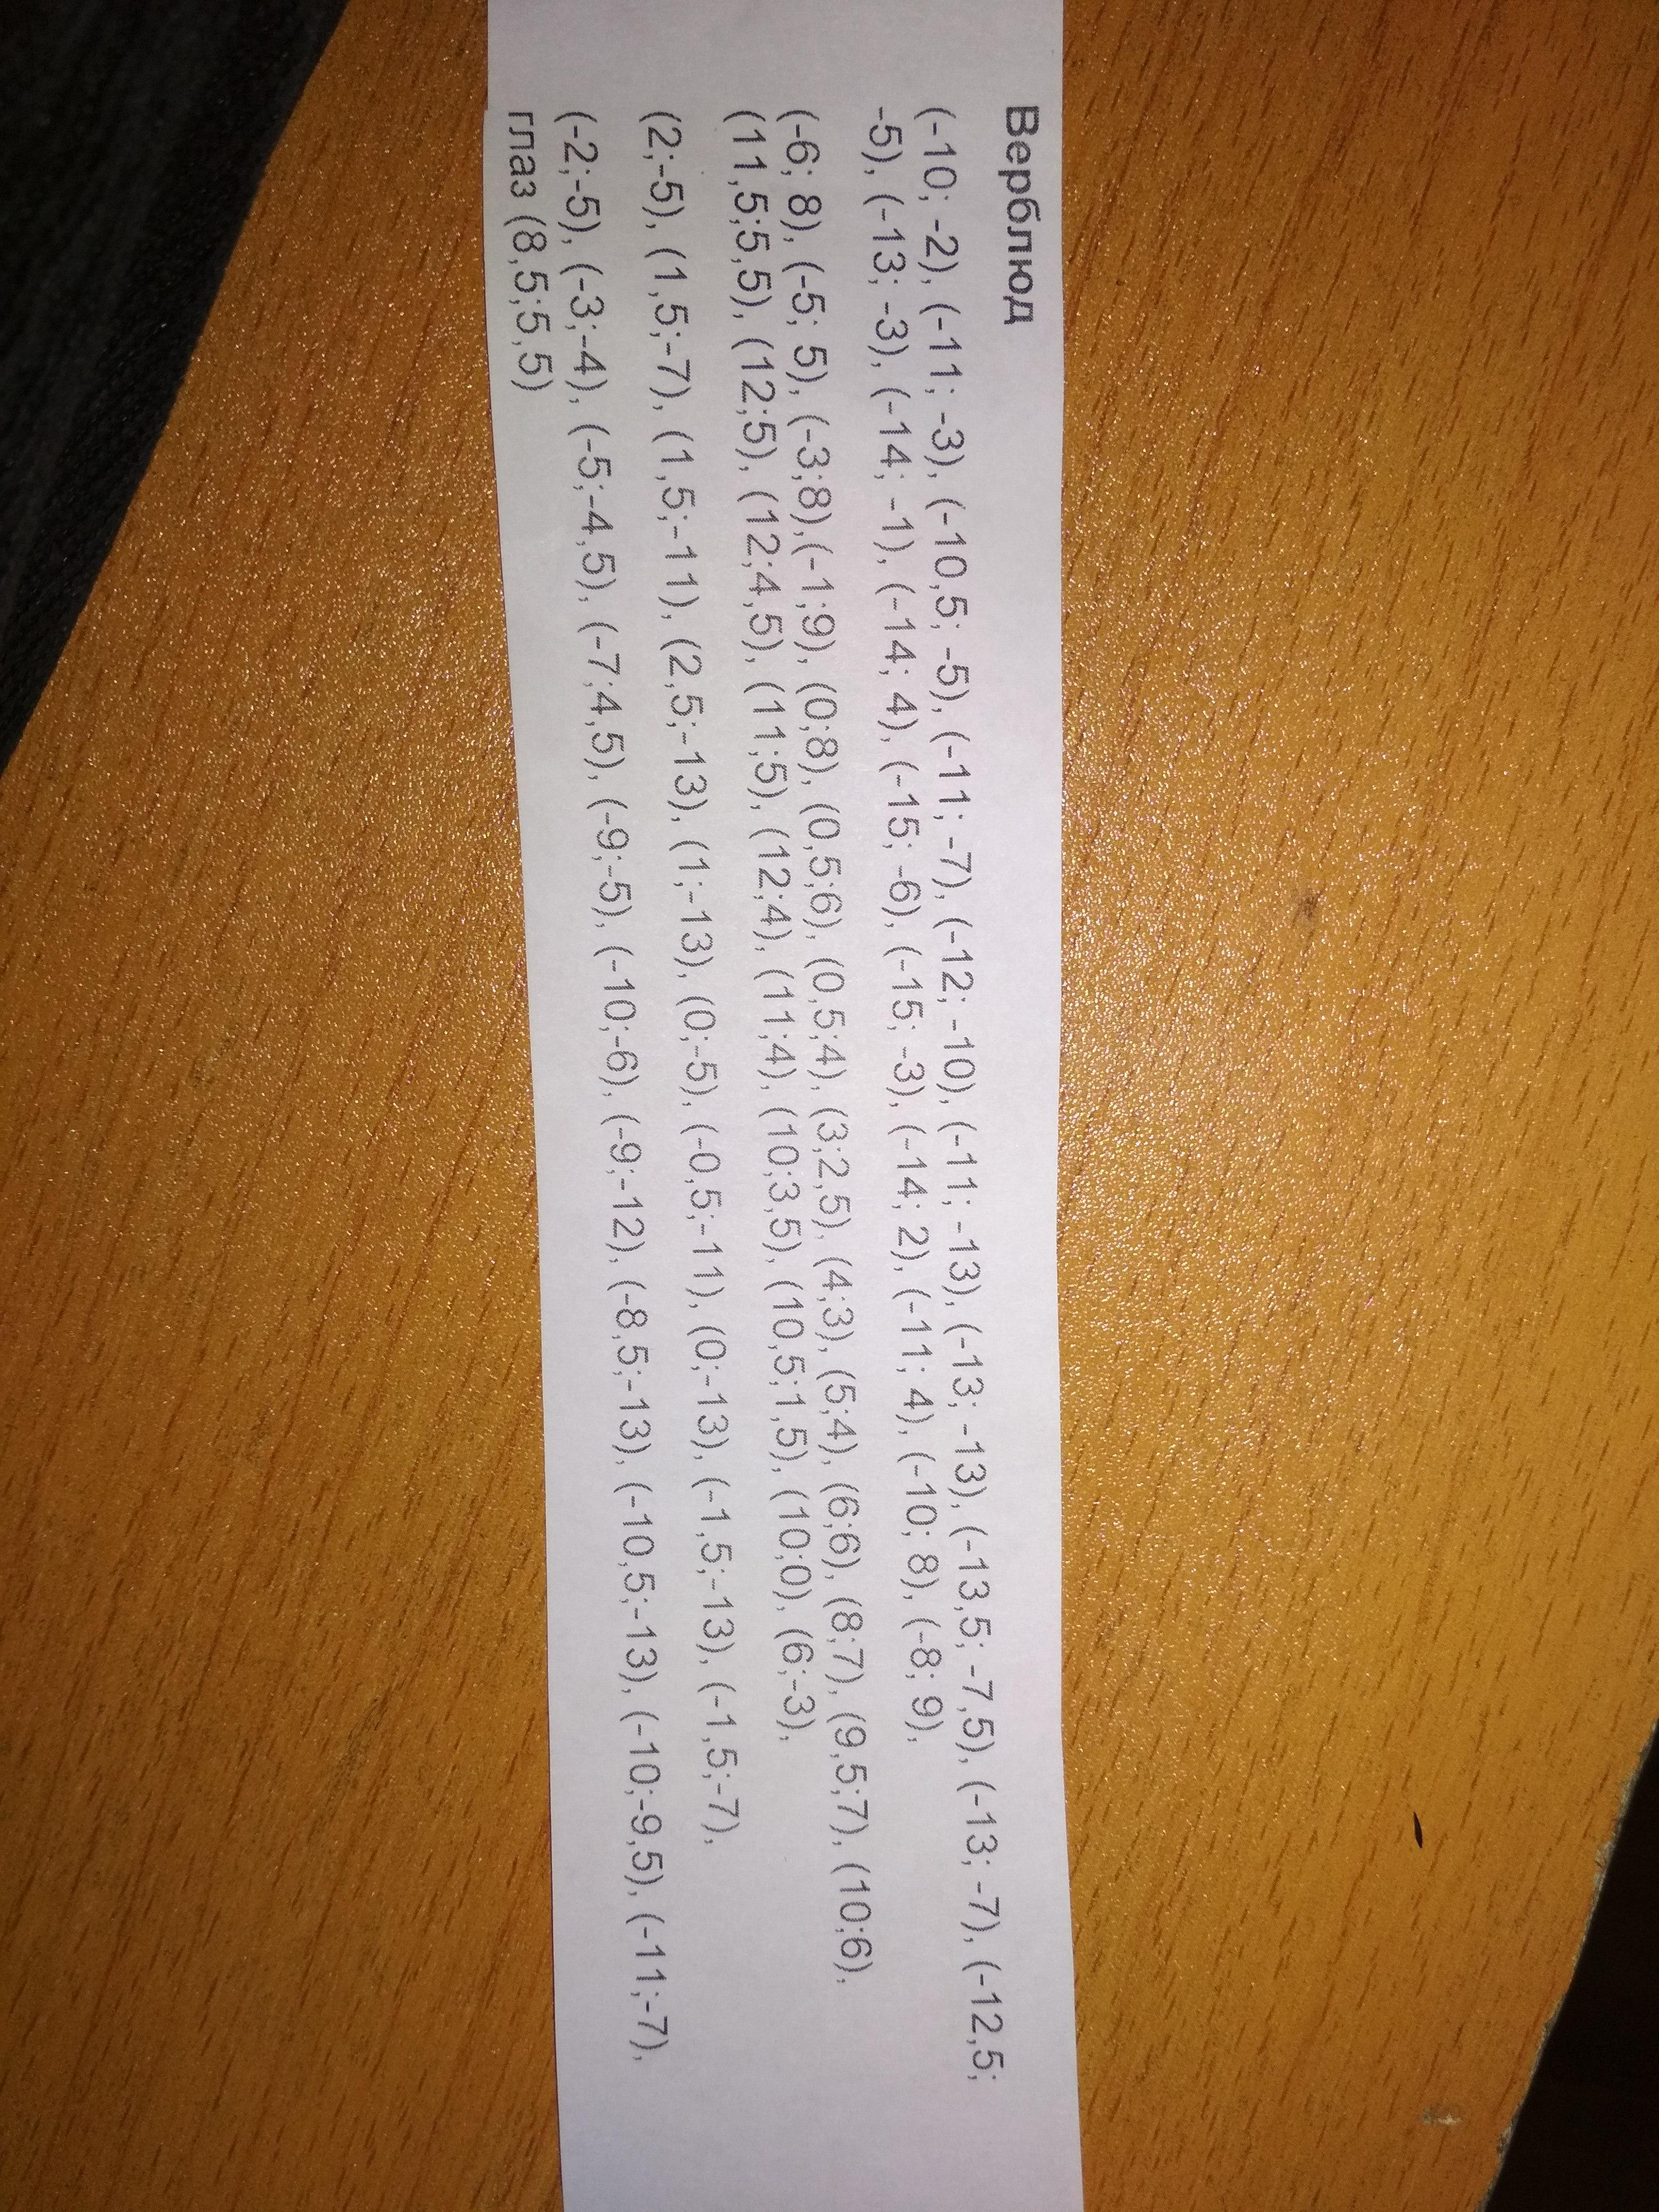 Верблюд
(-10; -2), (-11; -3), (-10,5; -5), (-11; -7), (-12; -10), (-11; -13), (-13; -13), (-13,5; -7,5), (-13; -7), (-12,5;
-5), (-13; -3), (-14; -1), (-14; 4), (-15; -6), (-15; -3), (-14; 2), (-11; 4), (-10; 8), (-8; 9),
(-6; 8), (-5; 5), (-3;8),(-1;9), (0;8), (0,5;6), (0,5;4), (3;2,5), (4;3), (5;4), (6;6), (8;7), (9,5;7), (10;6),
(11,5;5,5), (12;5), (12;4,5), (11;5), (12;4), (11;4), (10;3,5), (10,5;1,5), (10;0), (6;-3),
(2;-5), (1,5;-7), (1,5;-11), (2,5;-13), (1;-13), (0;-5), (-0,5;-11), (0;-13), (-1,5;-13), (-1,5;-7),
(-2;-5), (-3;-4), (-5;-4,5), (-7;4,5), (-9;-5), (-10;-6), (-9;-12), (-8,5;-13), (-10,5;-13), (-10;-9,5), (-11;-7),
глаз (8,5;5,5)